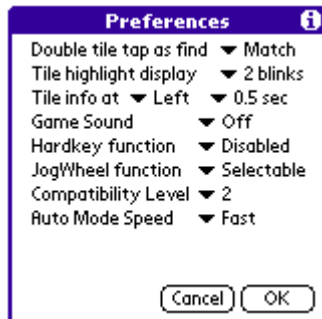 Preferences i
Double tile tap as find Match
Tile highlight display 2 blinks
Tile info at Left 0.5 sec
Game Sound Off
Hardkey function Disabled
JogWheel function Selectable
Compatibility Level 2
Auto Mode Speed Fast
Cancel OK